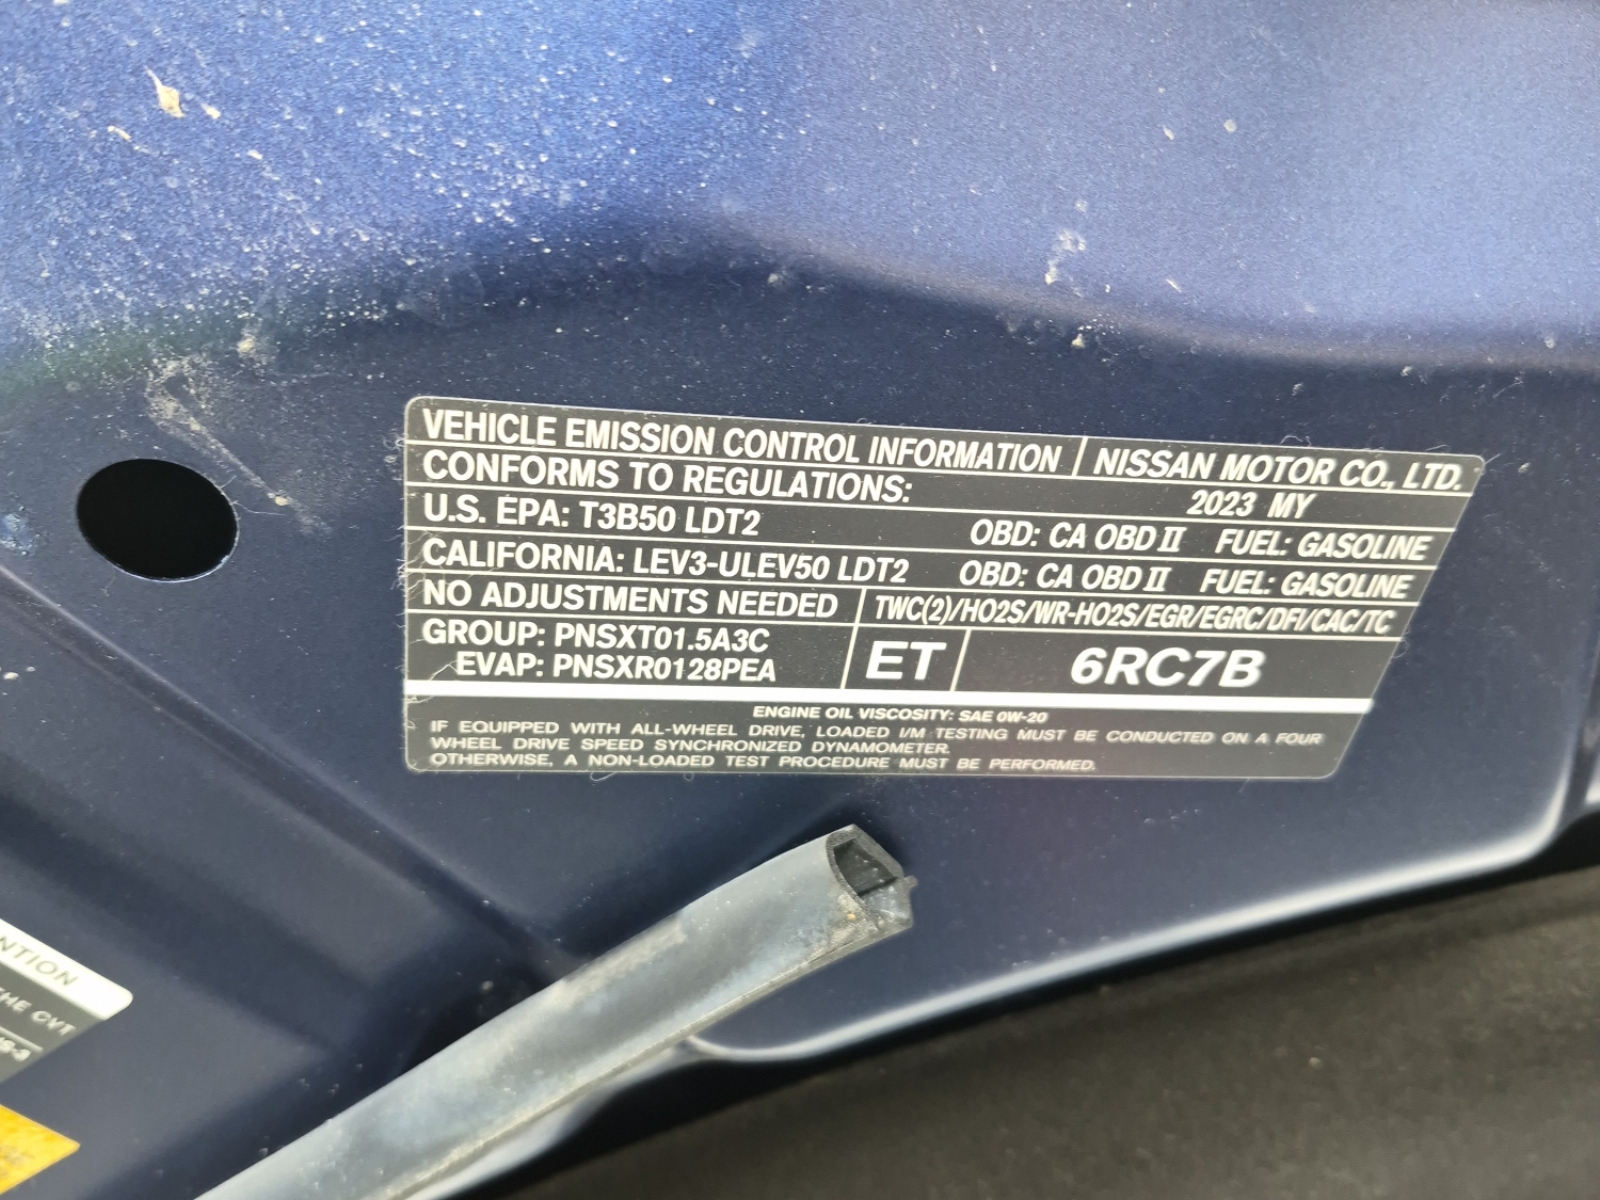 VEHICLE EMISSION CONTROL INFORMATION NISSAN MOTOR CO., LTD.
CONFORMS TO REGULATIONS: 2023 MY
U.S. EPA: T3B50 LDT2 OBD: CA OBD II FUEL: GASOLINE
CALIFORNIA: LEV3-ULEV50 LDT2 OBD: CA OBD II FUEL: GASOLINE
NO ADJUSTMENTS NEEDED TWC(2)/HO2S/WR-HO2S/EGR/EGRC/DFI/CAC/TC
GROUP: PNSXT01.5A3C
EVAP: PNSXR0128PEA
ET 6RC7B
ENGINE OIL VISCOSITY: SAE 0W-20
IF EQUIPPED WITH ALL-WHEEL DRIVE, LOADED I/M TESTING MUST BE CONDUCTED ON A FOUR
WHEEL DRIVE SPEED SYNCHRONIZED DYNAMOMETER.
OTHERWISE, A NON-LOADED TEST PROCEDURE MUST BE PERFORMED.
NTION
THE CVT